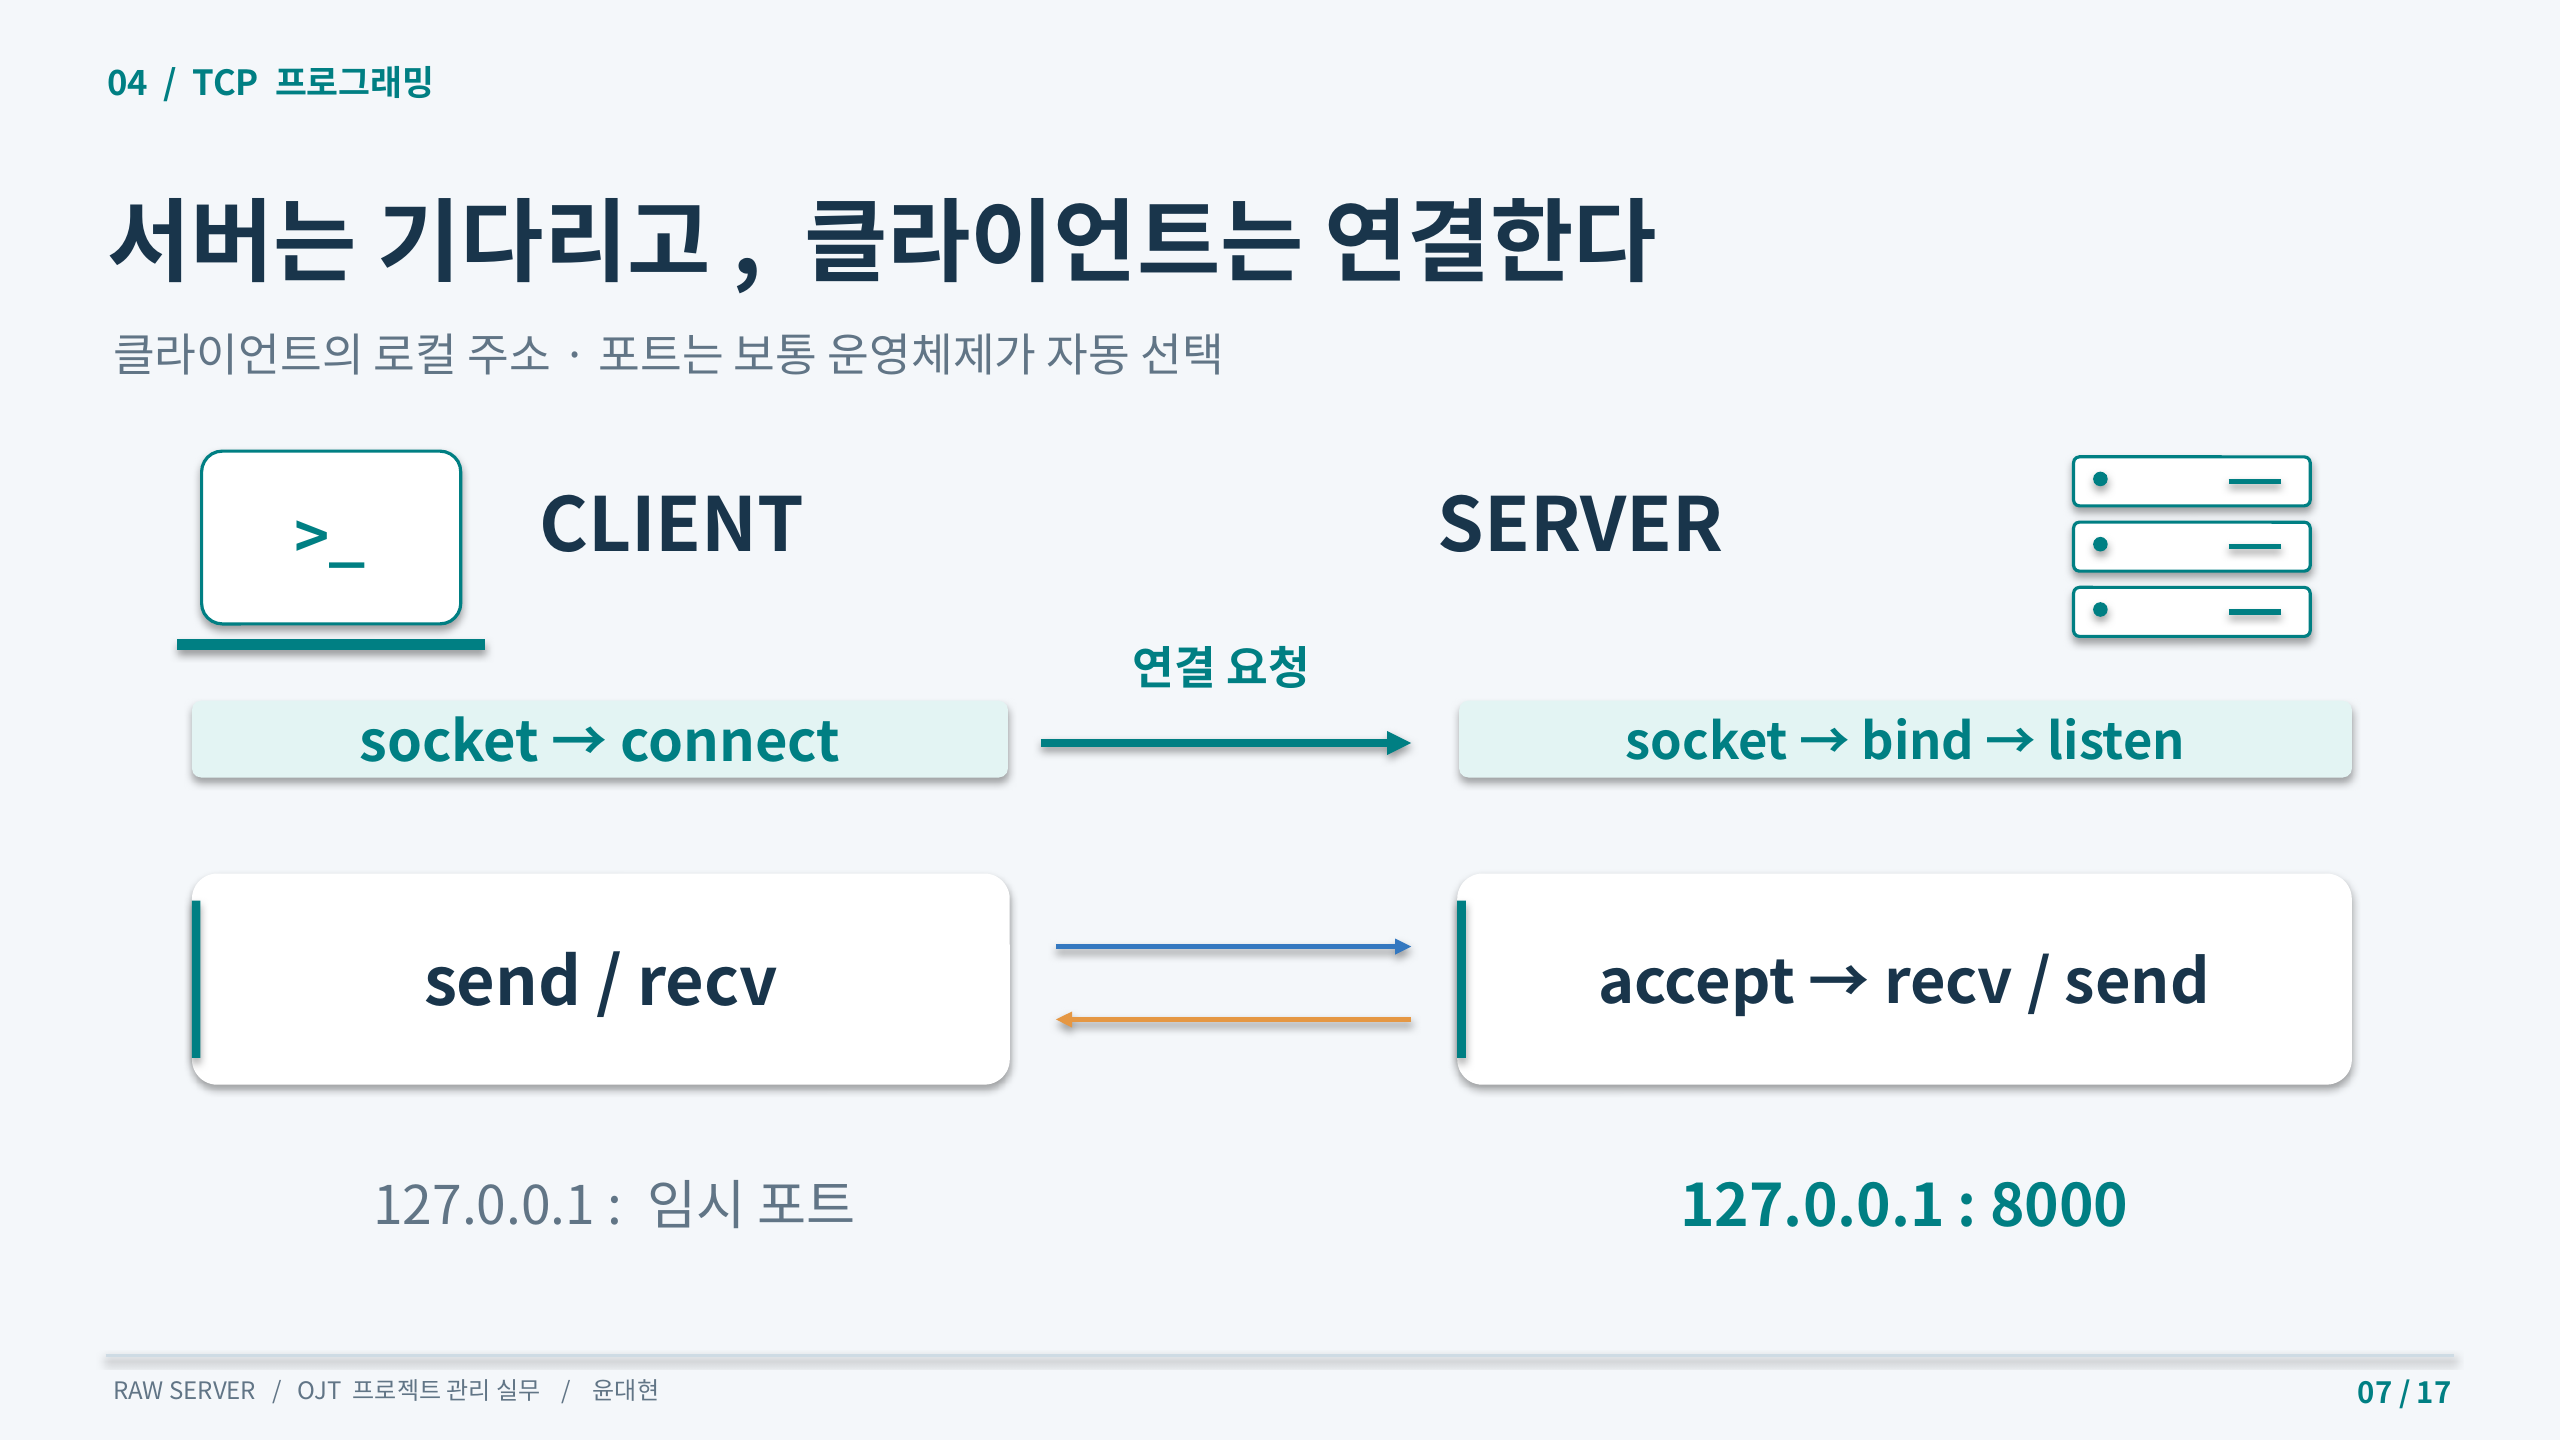 04 / TCP 프로그래밍
서버는 기다리고 , 클라이언트는 연결한다
클라이언트의 로컬 주소 · 포트는 보통 운영체제가 자동 선택
>_
CLIENT
SERVER
연결 요청
socket → connect
socket → bind → listen
send / recv
accept → recv / send
127.0.0.1 : 임시 포트
127.0.0.1 : 8000
RAW SERVER / OJT 프로젝트 관리 실무 / 윤대현
07 / 17